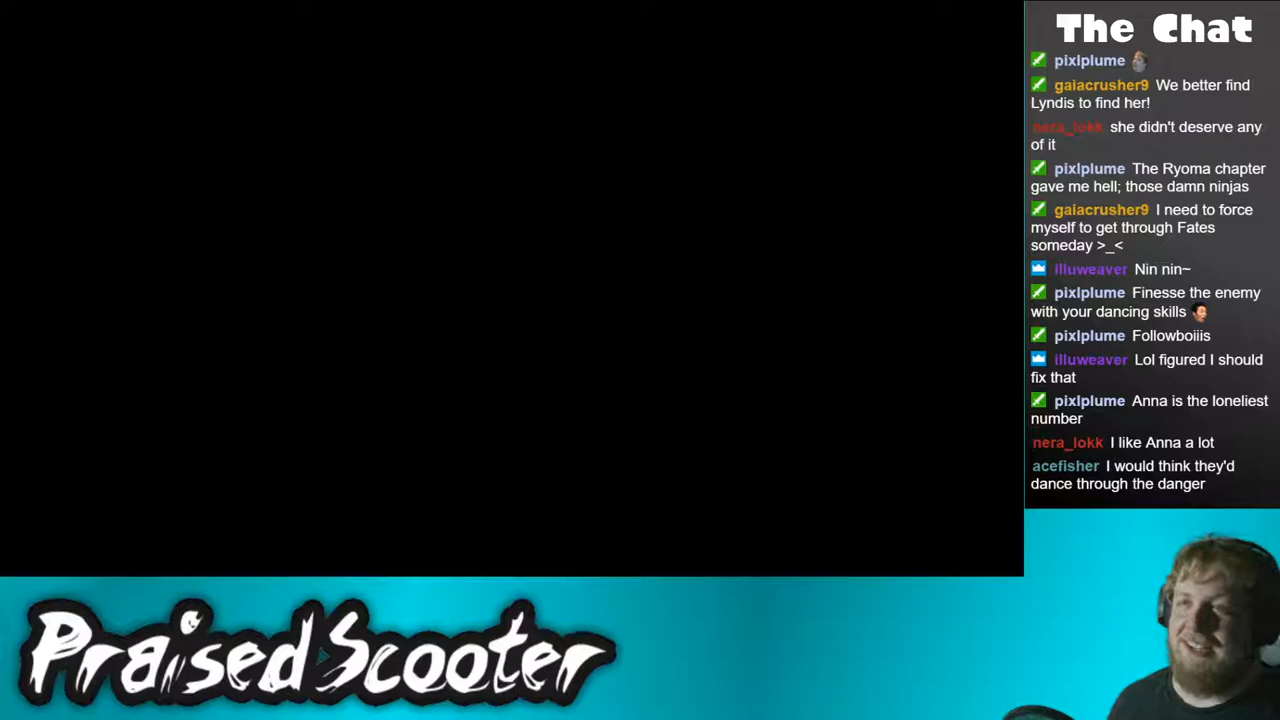 The Chat
pixlplume
gaiacrusher9 We better find
Lyndis to find her!
nera_lokk she didn't deserve any
of it
pixlplume The Ryoma chapter
gave me hell; those damn ninjas
gaiacrusher9 I need to force
myself to get through Fates
someday >_<
illuweaver Nin nin~
pixlplume Finesse the enemy
with your dancing skills
pixlplume Followboiiis
illuweaver Lol figured I should
fix that
pixlplume Anna is the loneliest
number
nera_lokk I like Anna a lot
acefisher I would think they'd
dance through the danger
PraisedScooter